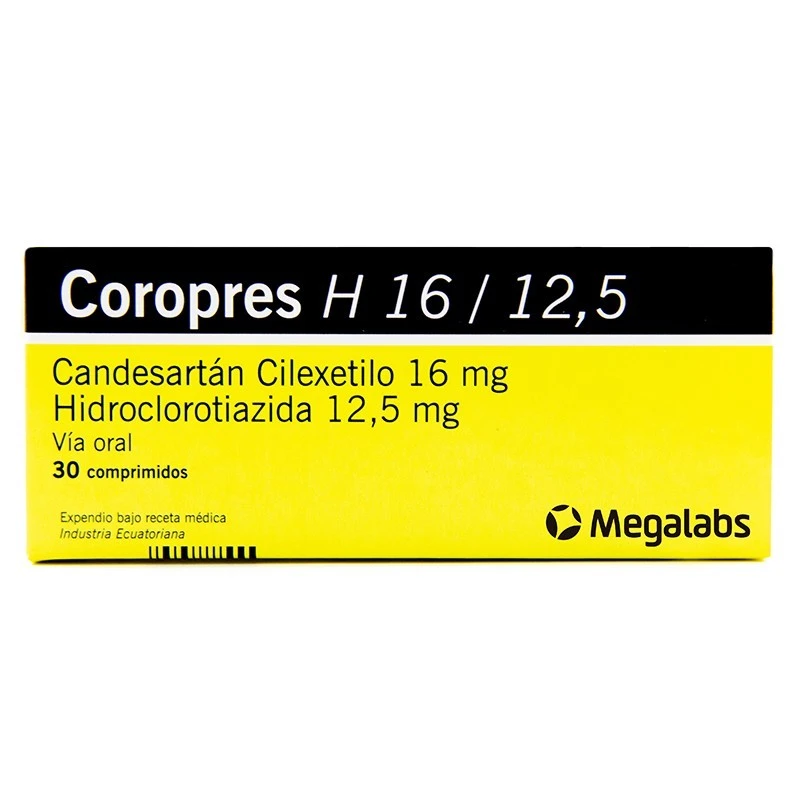 Coropres H 16 / 12,5
Candesartán Cilexetilo 16 mg
Hidroclorotiazida 12,5 mg
Vía oral
30 comprimidos
Expendio bajo receta médica
Industria Ecuatoriana
Megalabs